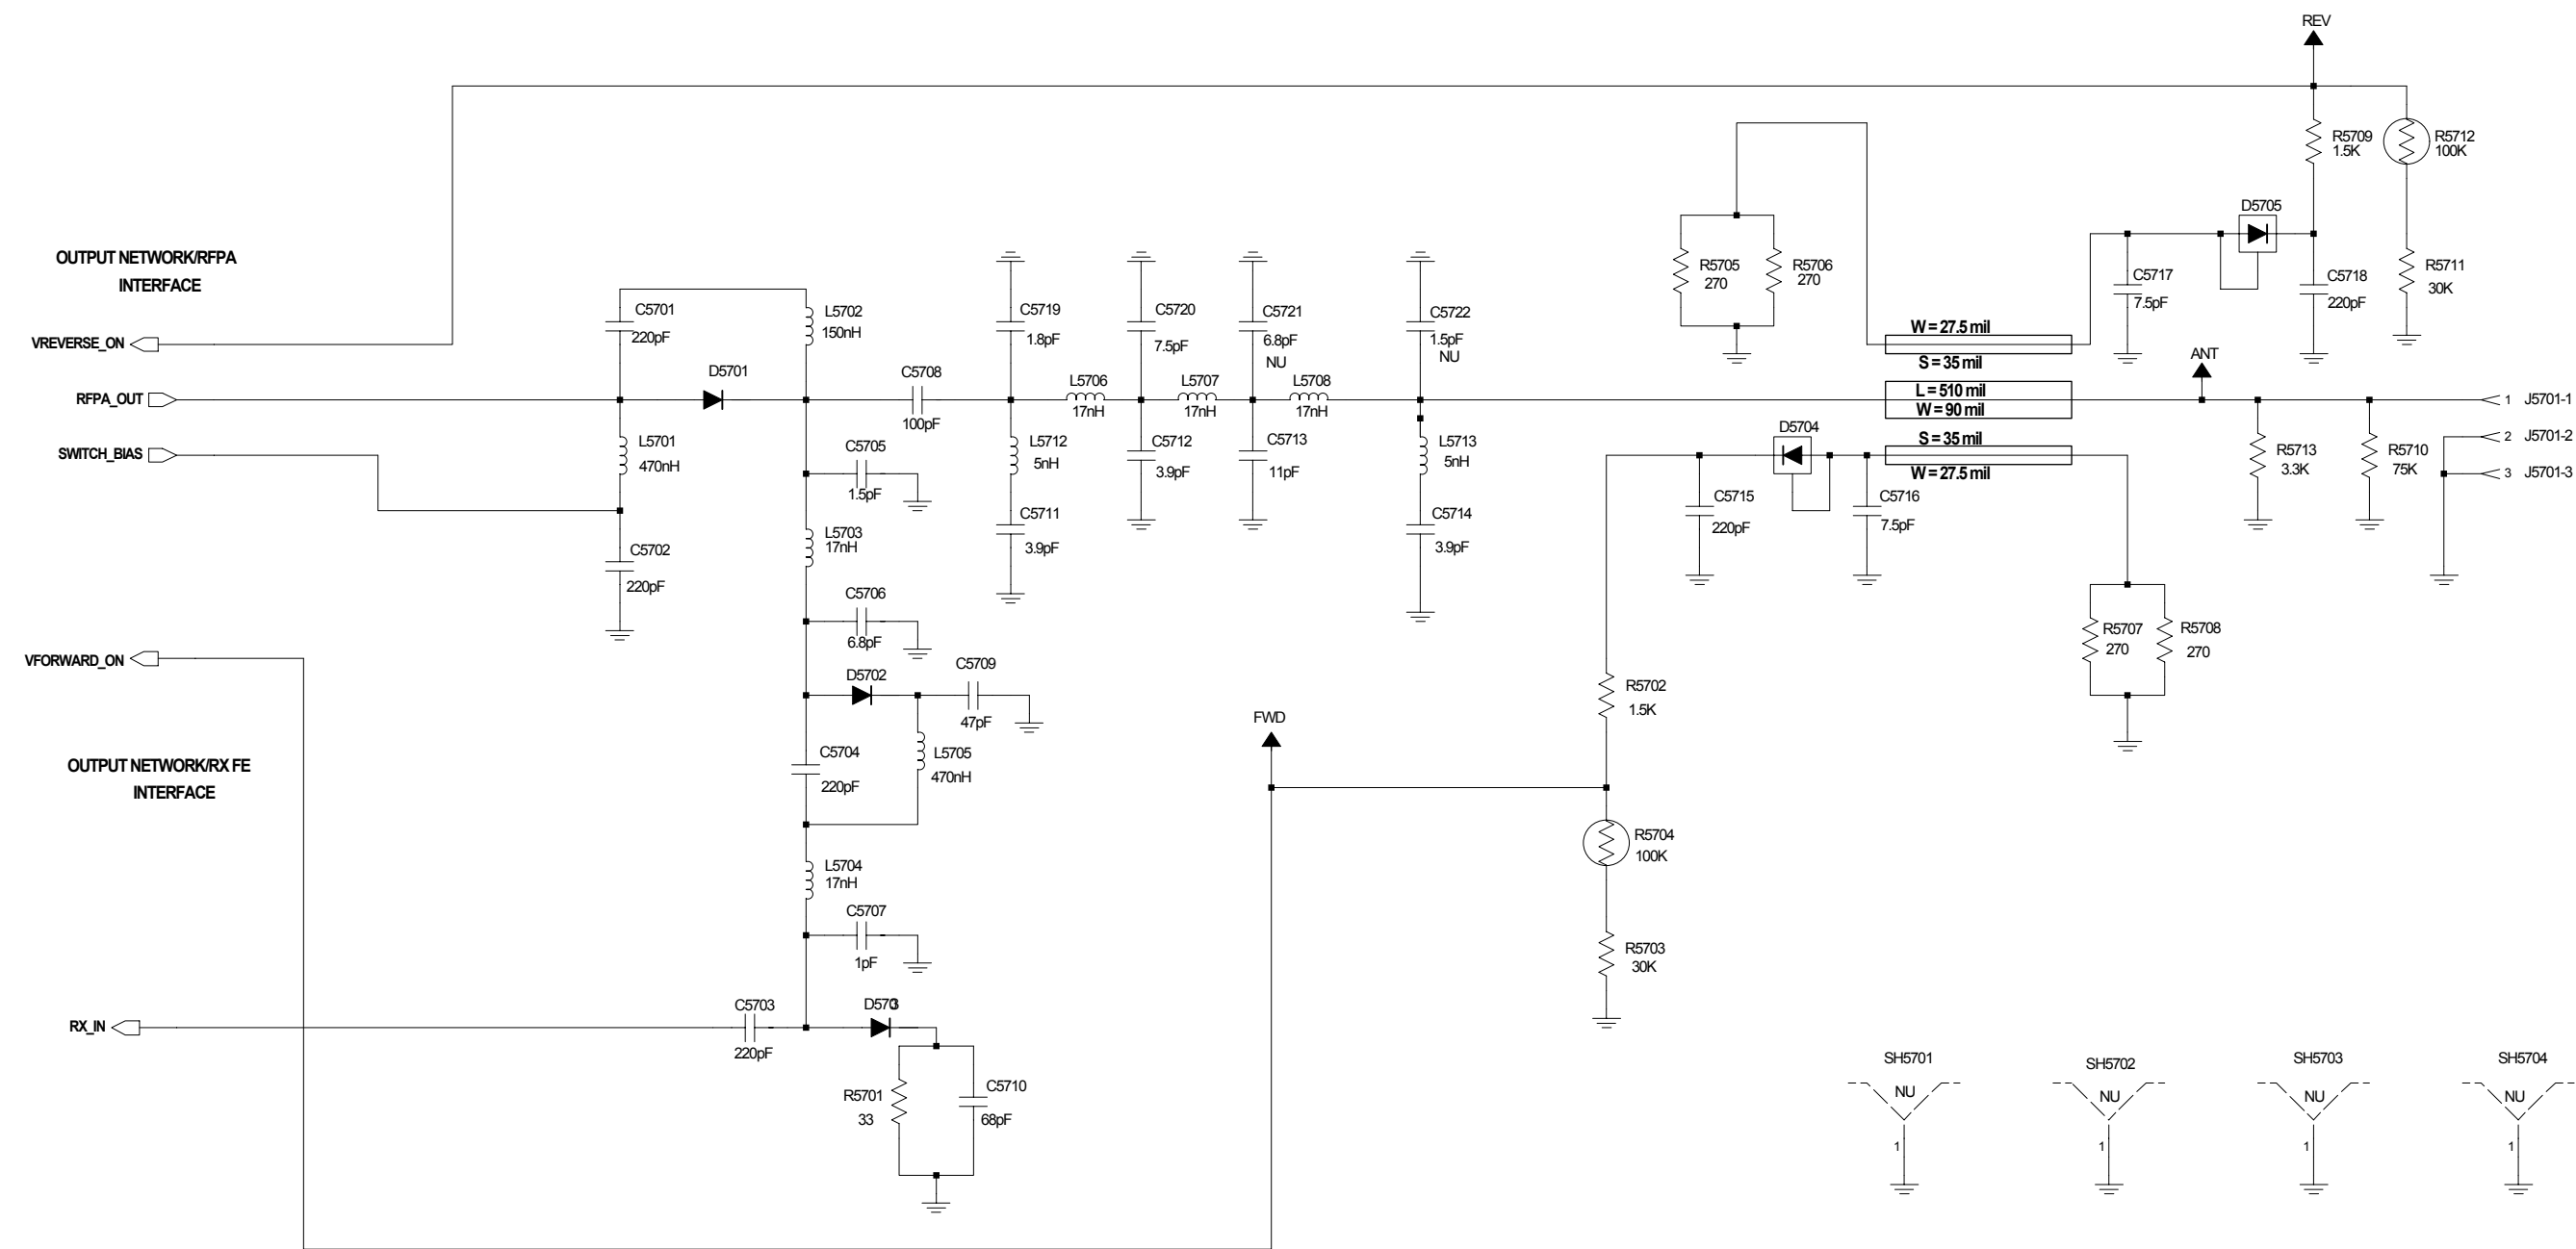 REV
R5709
1.5K
R5712
100K
D5705
OUTPUT NETWORK/RFPA
INTERFACE
R5705
270
R5706
270
C5717
7.5pF
C5718
220pF
R5711
30K
C5701
220pF
L5702
150nH
C5719
1.8pF
C5720
7.5pF
C5721
6.8pF
NU
C5722
1.5pF
NU
W = 27.5 mil
S = 35 mil
VREVERSE_ON
D5701
C5708
100pF
L5706
17nH
L5707
17nH
L5708
17nH
L = 510 mil
W = 90 mil
ANT
RFPA_OUT
1 J5701-1
SWITCH_BIAS
L5701
470nH
C5705
1.5pF
L5712
5nH
C5712
3.9pF
C5713
11pF
L5713
5nH
D5704
S = 35 mil
W = 27.5 mil
R5713
3.3K
R5710
75K
2 J5701-2
3 J5701-3
C5702
220pF
L5703
17nH
C5711
3.9pF
C5714
3.9pF
C5715
220pF
C5716
7.5pF
C5706
6.8pF
VFORWARD_ON
D5702
C5709
47pF
R5707
270
R5708
270
R5702
1.5K
FWD
OUTPUT NETWORK/RX FE
INTERFACE
C5704
220pF
L5705
470nH
R5704
100K
L5704
17nH
C5707
1pF
R5703
30K
RX_IN
C5703
220pF
D5703
R5701
33
C5710
68pF
SH5701
NU
1
SH5702
NU
1
SH5703
NU
1
SH5704
NU
1